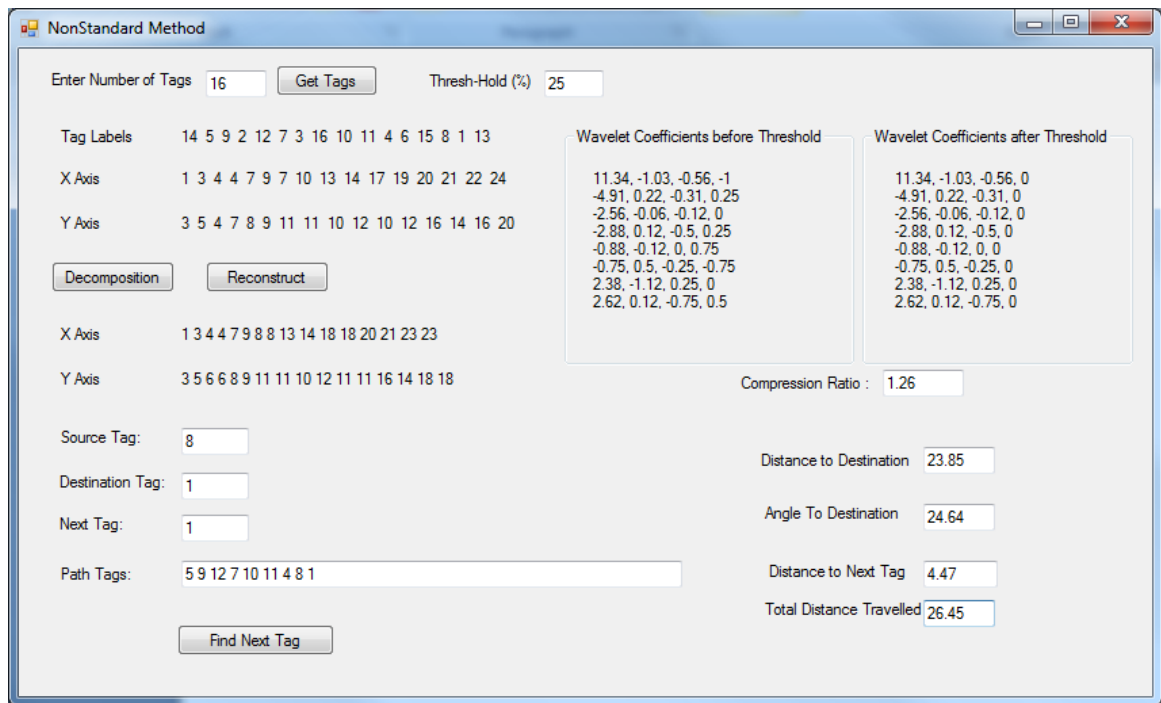 NonStandard Method
Enter Number of Tags 16 Get Tags Thresh-Hold (%) 25
Tag Labels 14 5 9 2 12 7 3 16 10 11 4 6 15 8 1 13
X Axis 1 3 4 4 7 9 7 10 13 14 17 19 20 21 22 24
Y Axis 3 5 4 7 8 9 11 11 10 12 10 12 16 14 16 20
Wavelet Coefficients before Threshold
11.34, -1.03, -0.56, -1
-4.91, 0.22, -0.31, 0.25
-2.56, -0.06, -0.12, 0
-2.88, 0.12, -0.5, 0.25
-0.88, -0.12, 0, 0.75
-0.75, 0.5, -0.25, -0.75
2.38, -1.12, 0.25, 0
2.62, 0.12, -0.75, 0.5
Wavelet Coefficients after Threshold
11.34, -1.03, -0.56, 0
-4.91, 0.22, -0.31, 0
-2.56, -0.06, -0.12, 0
-2.88, 0.12, -0.5, 0
-0.88, -0.12, 0, 0
-0.75, 0.5, -0.25, 0
2.38, -1.12, 0.25, 0
2.62, 0.12, -0.75, 0
Decomposition Reconstruct
X Axis 1 3 4 4 7 9 8 8 13 14 18 18 20 21 23 23
Y Axis 3 5 6 6 8 9 11 11 10 12 11 11 16 14 18 18
Compression Ratio : 1.26
Source Tag: 8
Destination Tag: 1
Next Tag: 1
Path Tags: 5 9 12 7 10 11 4 8 1
Find Next Tag
Distance to Destination 23.85
Angle To Destination 24.64
Distance to Next Tag 4.47
Total Distance Travelled 26.45